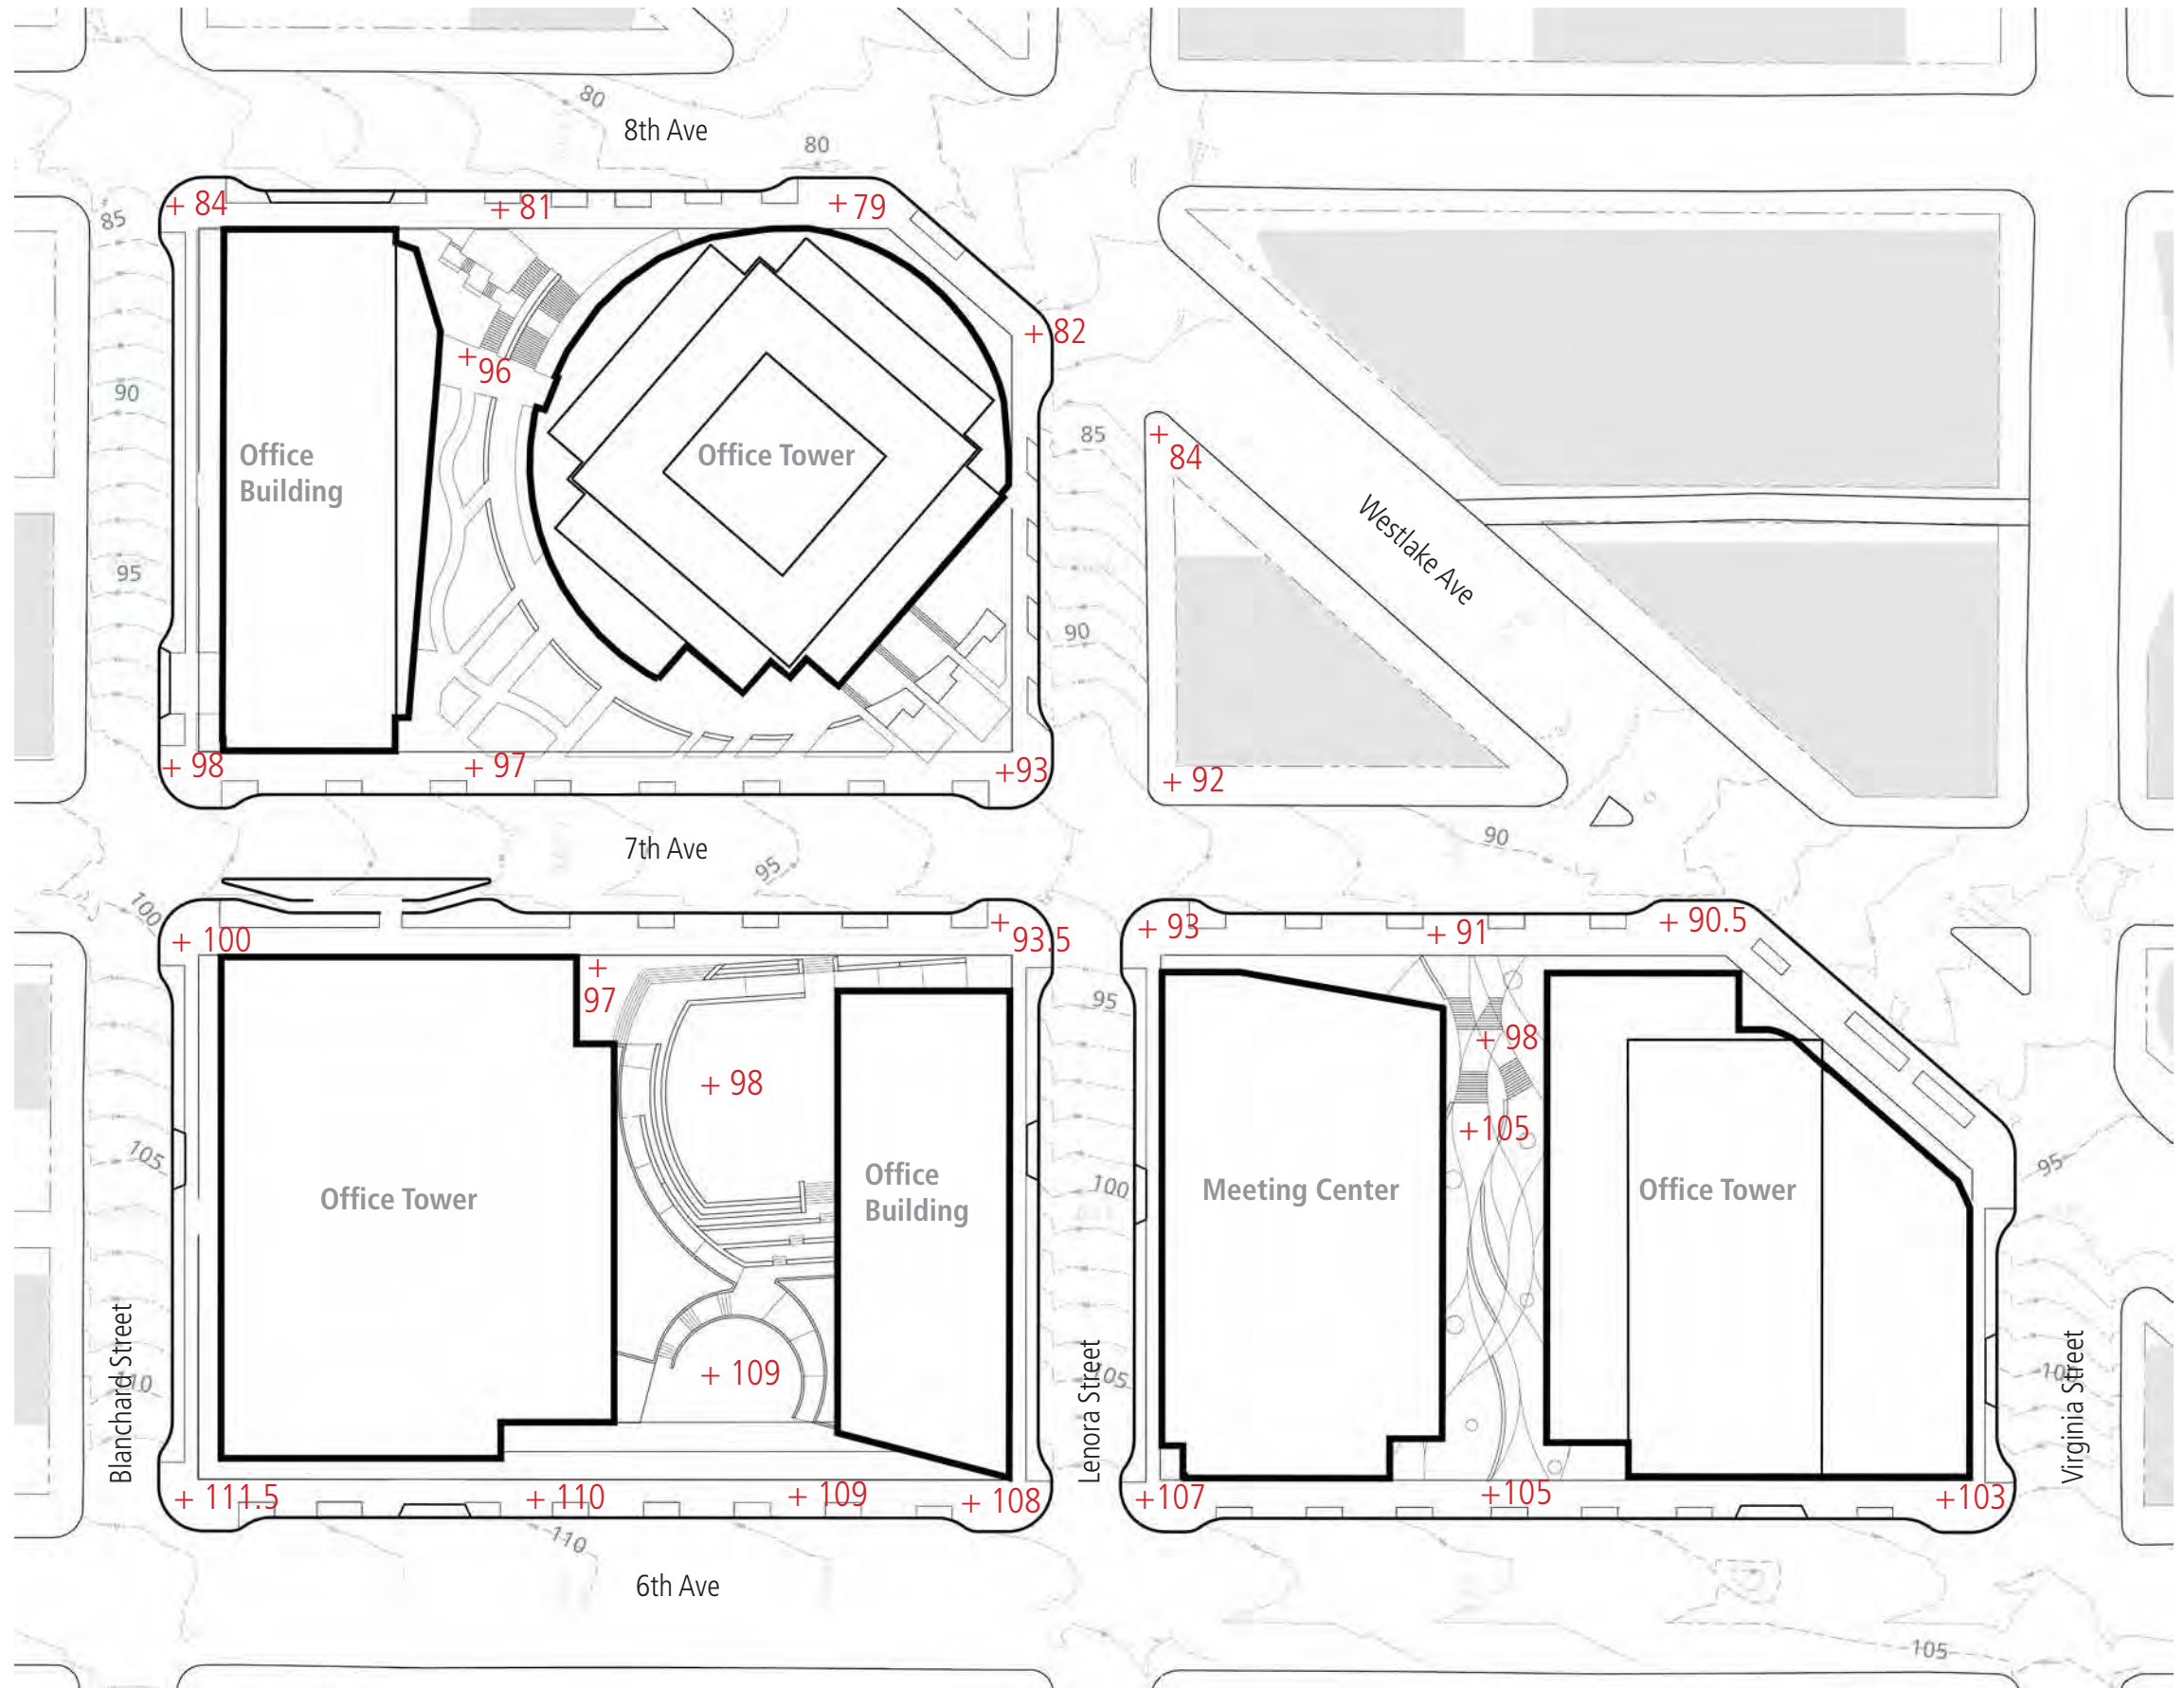 80
8th Ave
80
+ 84
+ 81
+ 79
85
+ 82
+ 96
90
85
+ 84
Office
Building
Office Tower
Westlake Ave
95
90
+ 98
+ 97
+93
+ 92
7th Ave
95
90
100
+ 100
+ 93.5
+ 93
+ 91
+ 90.5
+ 97
95
+ 98
+ 98
105
+105
95
Office Tower
Office
Building
100
Meeting Center
Office Tower
Blanchard Street
Lenora Street
Virginia Street
+ 109
105
+ 111.5
+ 110
+ 109
+ 108
+107
+105
+103
110
6th Ave
105